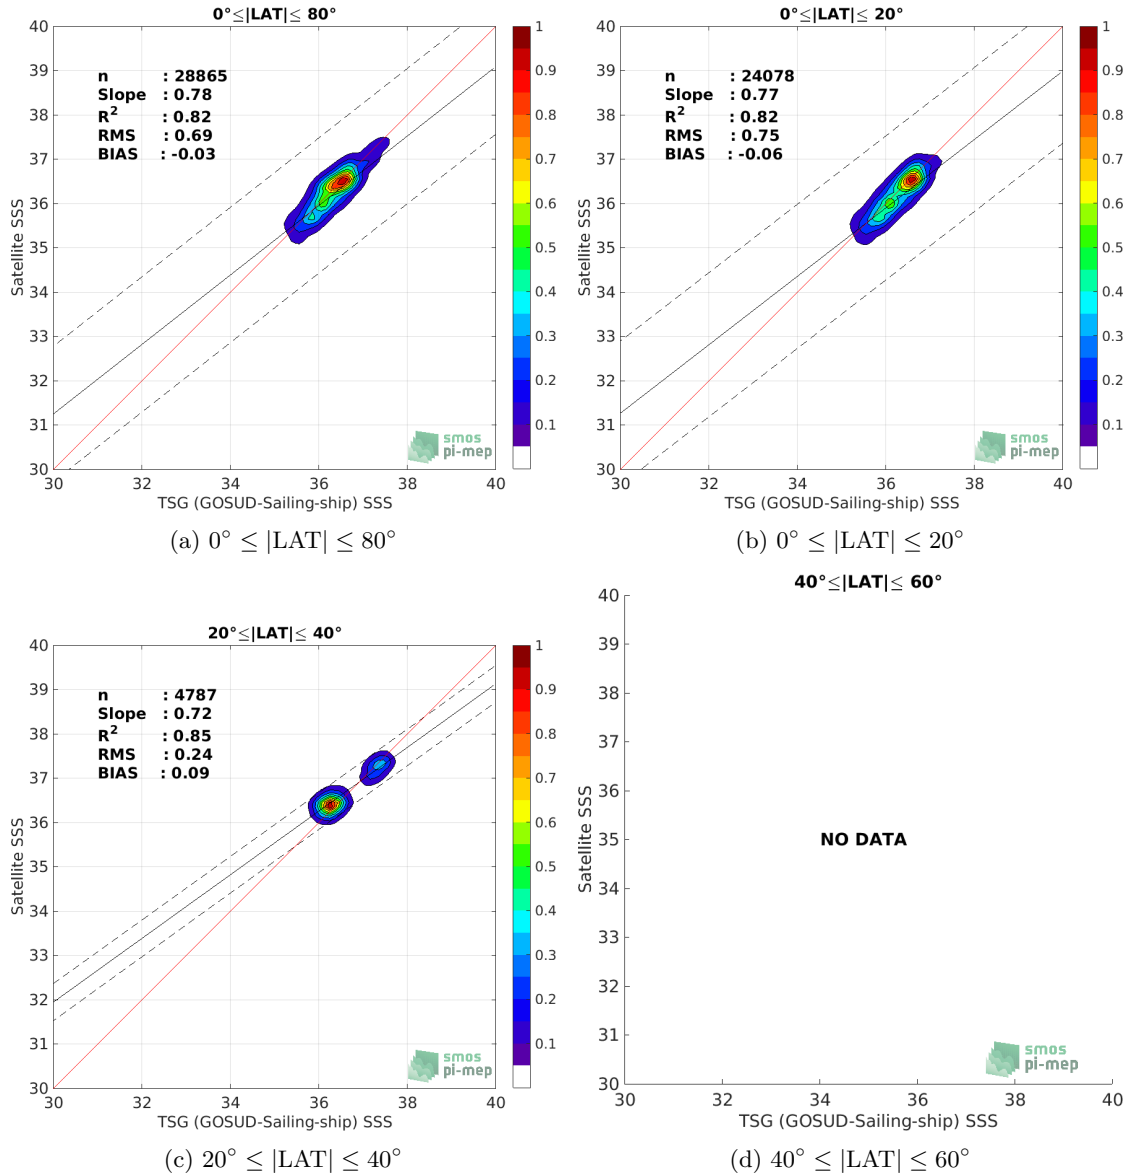 0°≤|LAT|≤ 80°
40
39
38
37
36
35
34
33
32
31
30
Satellite SSS
n : 28865
Slope : 0.78
R² : 0.82
RMS : 0.69
BIAS : -0.03
smos
pi-mep
30 32 34 36 38 40
TSG (GOSUD-Sailing-ship) SSS
1
0.9
0.8
0.7
0.6
0.5
0.4
0.3
0.2
0.1
(a) 0° ≤ |LAT| ≤ 80°
0°≤|LAT|≤ 20°
40
39
38
37
36
35
34
33
32
31
30
Satellite SSS
n : 24078
Slope : 0.77
R² : 0.82
RMS : 0.75
BIAS : -0.06
smos
pi-mep
30 32 34 36 38 40
TSG (GOSUD-Sailing-ship) SSS
1
0.9
0.8
0.7
0.6
0.5
0.4
0.3
0.2
0.1
(b) 0° ≤ |LAT| ≤ 20°
20°≤|LAT|≤ 40°
40
39
38
37
36
35
34
33
32
31
30
Satellite SSS
n : 4787
Slope : 0.72
R² : 0.85
RMS : 0.24
BIAS : 0.09
smos
pi-mep
30 32 34 36 38 40
TSG (GOSUD-Sailing-ship) SSS
1
0.9
0.8
0.7
0.6
0.5
0.4
0.3
0.2
0.1
(c) 20° ≤ |LAT| ≤ 40°
40°≤|LAT|≤ 60°
40
39
38
37
36
35
34
33
32
31
30
Satellite SSS
NO DATA
smos
pi-mep
30 32 34 36 38 40
TSG (GOSUD-Sailing-ship) SSS
(d) 40° ≤ |LAT| ≤ 60°